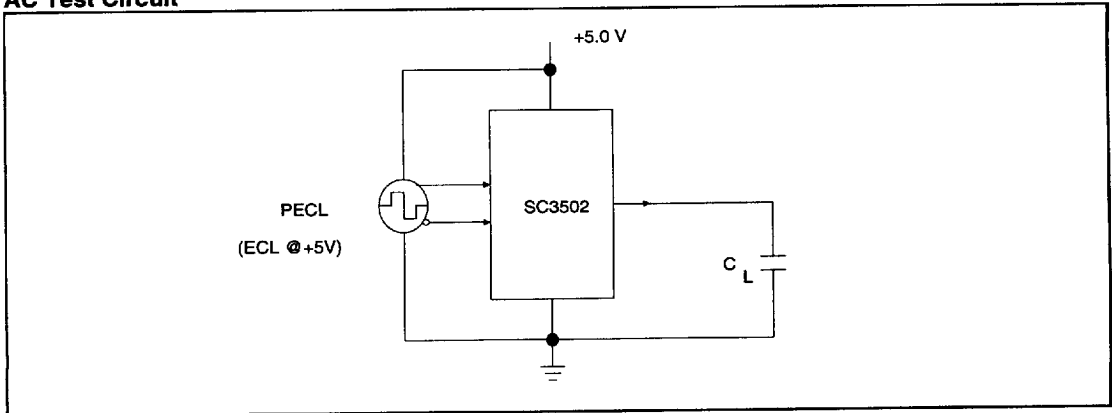 AC Test Circuit
+5.0 V
PECL
(ECL @+5V)
SC3502
C L